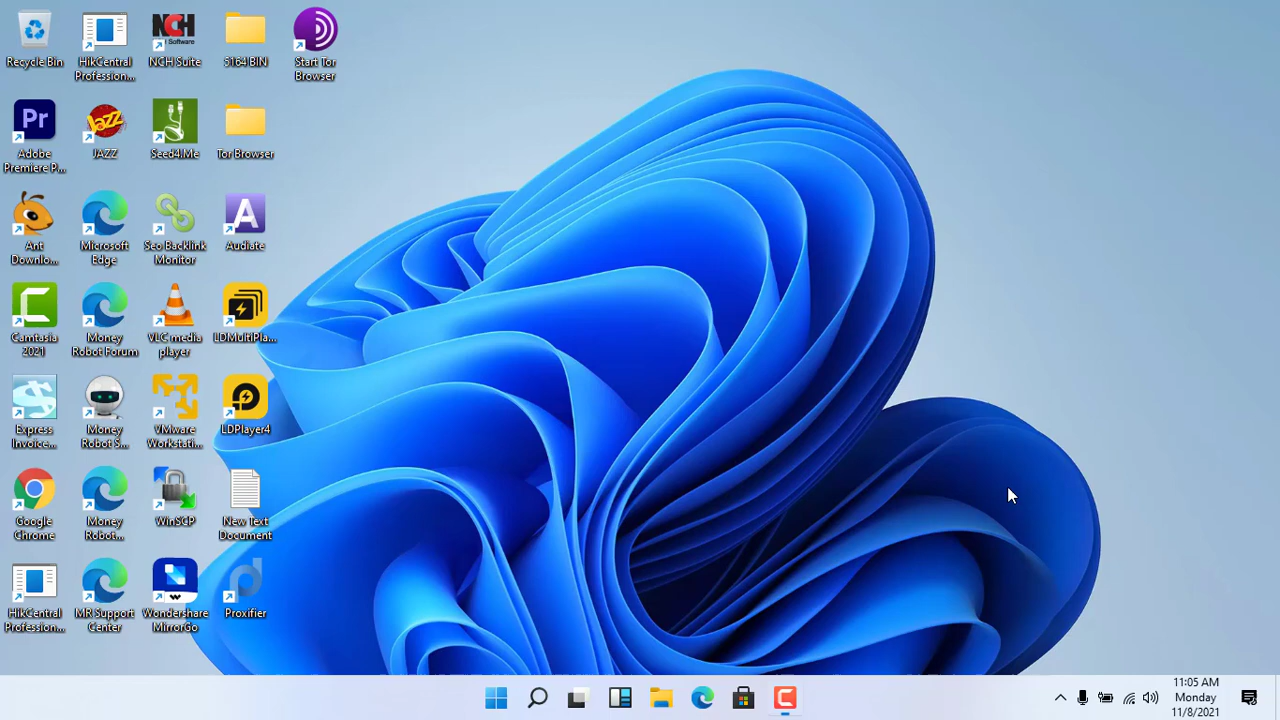 Recycle Bin
HikCentral
Profession...
NCH
Software
NCH Suite
5164 BIN
Start Tor
Browser
Pr
Adobe
Premiere P...
Jazz
JAZZ
Seed4.Me
Tor Browser
Ant
Downlo...
Microsoft
Edge
Seo Backlink
Monitor
A
Audiate
C
Camtasia
2021
Money
Robot Forum
VLC media
player
LDMultiPla...
Express
Invoice...
Money
Robot S...
VMware
Workstati...
LDPlayer4
Google
Chrome
Money
Robot...
WinSCP
New Text
Document
HikCentral
Profession...
MR Support
Center
Wondershare
MirrorGo
Proxifier
11:05 AM
Monday
11/8/2021